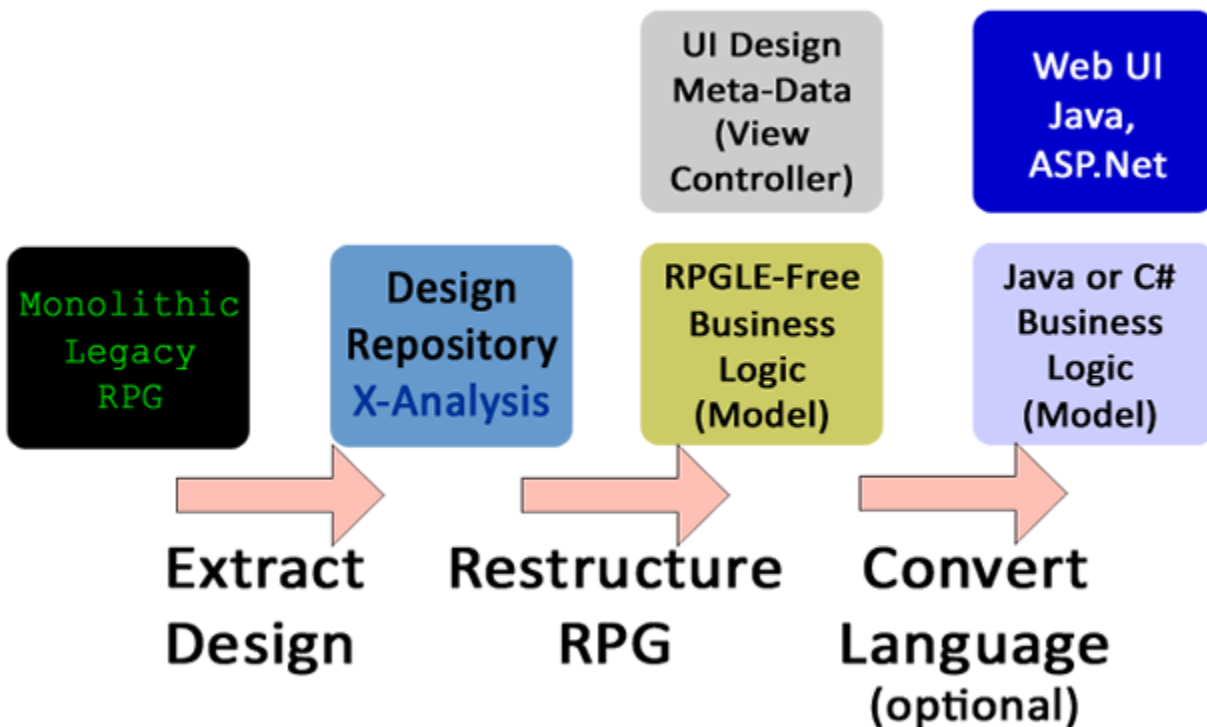 UI Design
Meta-Data
(View
Controller)
Web UI
Java,
ASP.Net
Monolithic
Legacy
RPG
Design
Repository
X-Analysis
RPGLE-Free
Business
Logic
(Model)
Java or C#
Business
Logic
(Model)
Extract
Design
Restructure
RPG
Convert
Language
(optional)